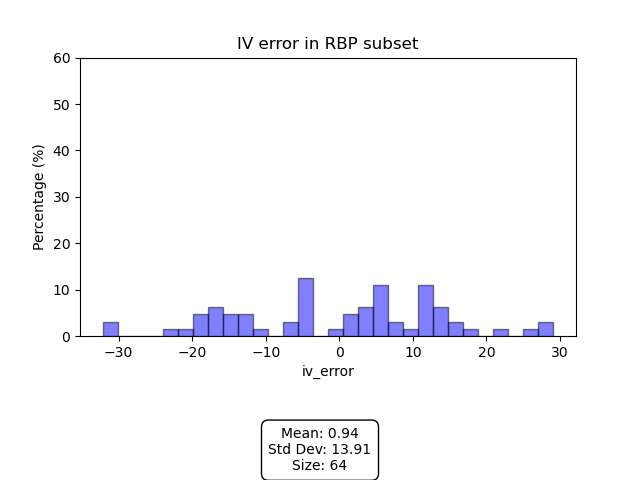 IV error in RBP subset
60
50
40
30
20
10
0
Percentage (%)
−30
−20
−10
0
10
20
30
iv_error
Mean: 0.94
Std Dev: 13.91
Size: 64